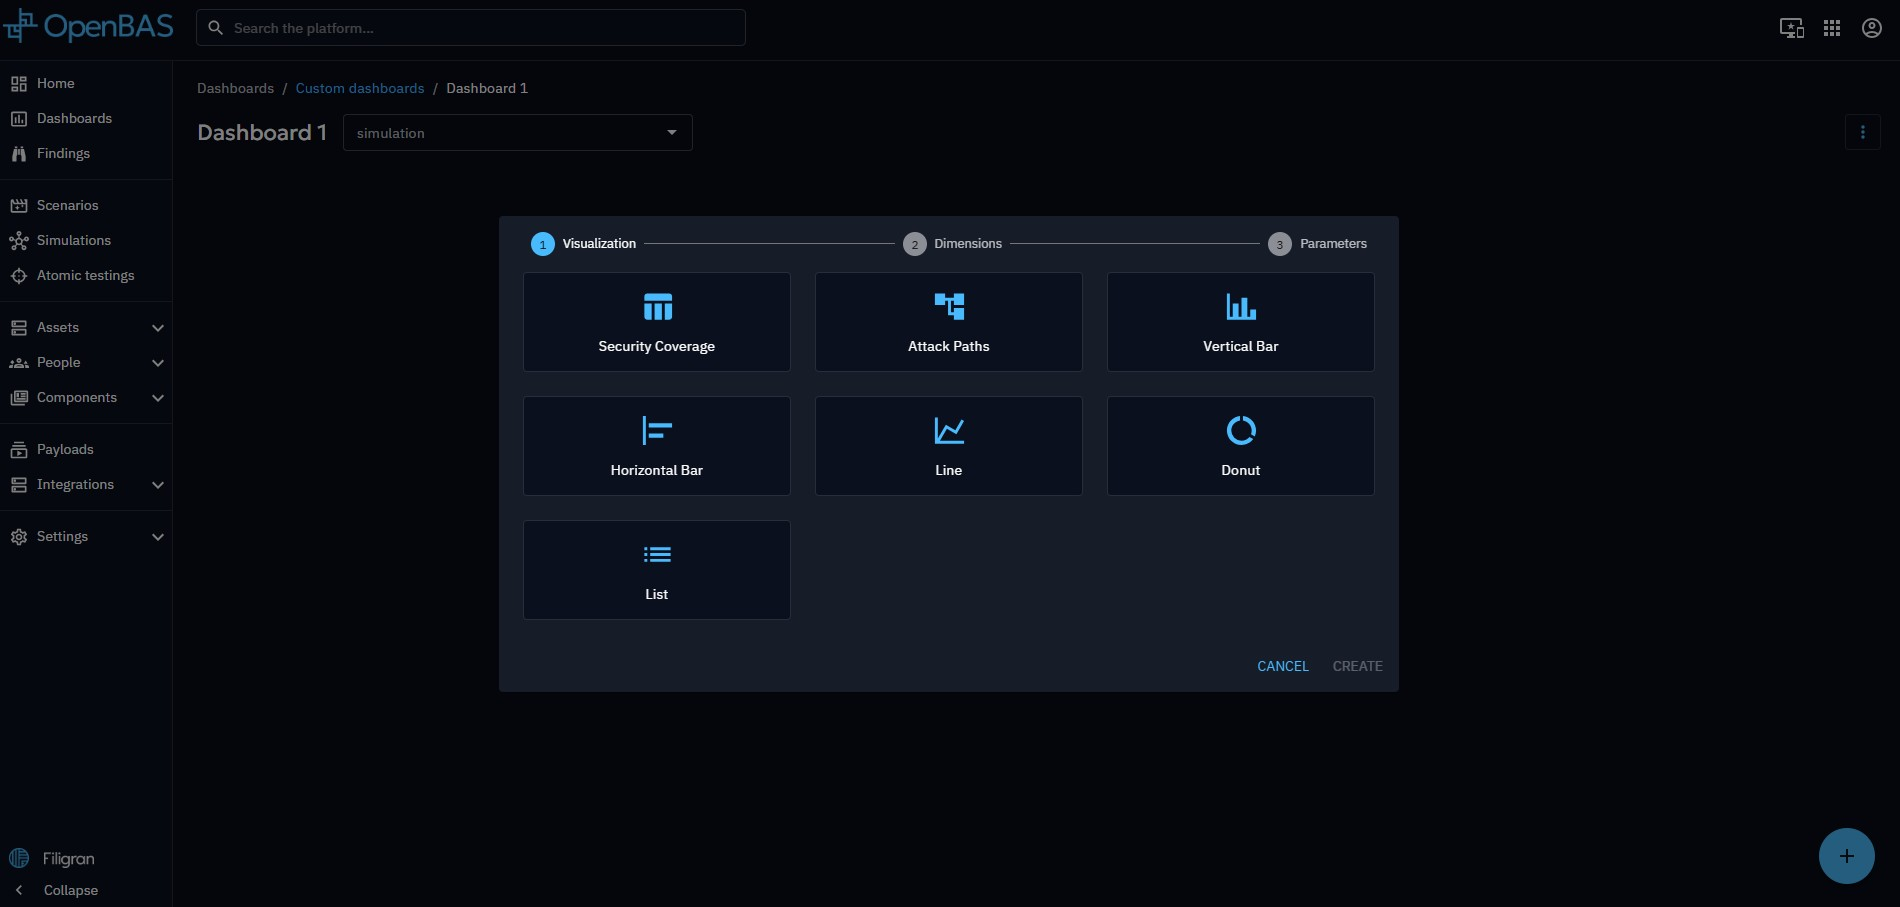 OpenBAS
Search the platform...
Home
Dashboards
Findings
Scenarios
Simulations
Atomic testings
Assets
People
Components
Payloads
Integrations
Settings
Filigran
Collapse
Dashboards / Custom dashboards / Dashboard 1
Dashboard 1
simulation
1 Visualization
2 Dimensions
3 Parameters
Security Coverage
Attack Paths
Vertical Bar
Horizontal Bar
Line
Donut
List
CANCEL
CREATE